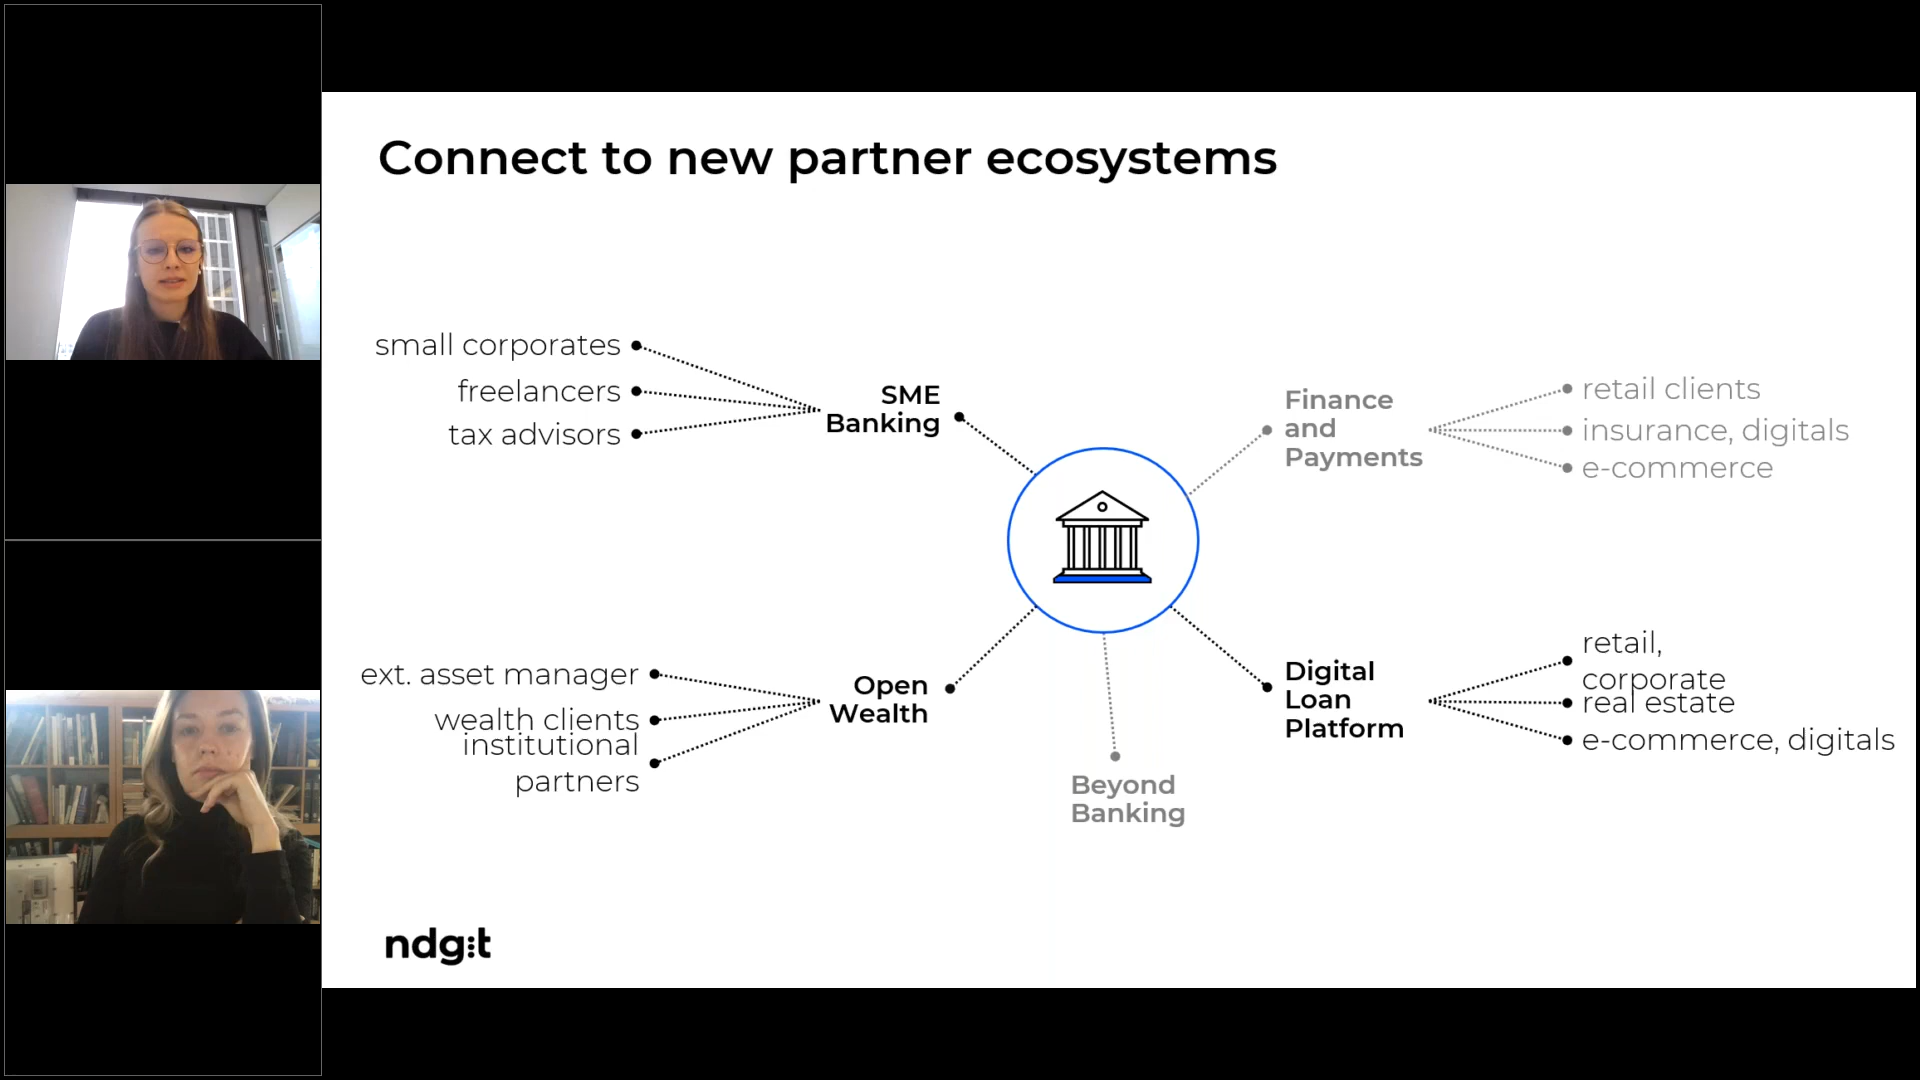 Connect to new partner ecosystems
small corporates
freelancers
tax advisors
SME
Banking
Finance
and
Payments
retail clients
insurance, digitals
e-commerce
ext. asset manager
wealth clients
institutional
partners
Open
Wealth
Digital
Loan
Platform
retail,
corporate
real estate
e-commerce, digitals
Beyond
Banking
ndgit